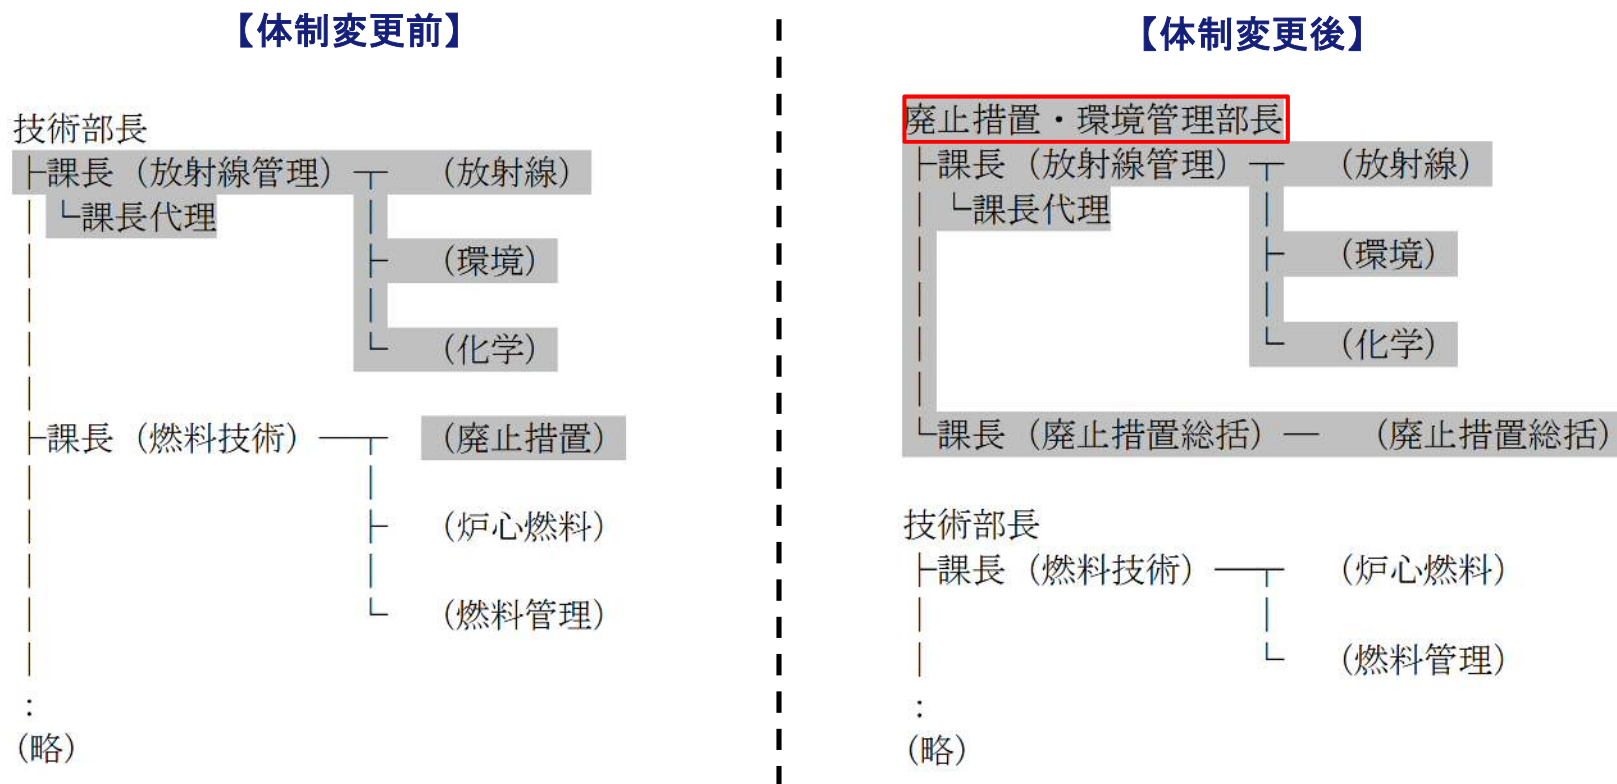 【体制変更前】
技術部長
├課長（放射線管理）─┬　（放射線）
│└課長代理　　　　　│
│　　　　　　　　　├　（環境）
│　　　　　　　　　│
│　　　　　　　　　└　（化学）
│
├課長（燃料技術）──┬　（廃止措置）
│　　　　　　　　　│
│　　　　　　　　　├　（炉心燃料）
│　　　　　　　　　│
│　　　　　　　　　└　（燃料管理）
│
：
（略）
【体制変更後】
廃止措置・環境管理部長
├課長（放射線管理）─┬　（放射線）
│└課長代理　　　　　│
│　　　　　　　　　├　（環境）
│　　　　　　　　　│
│　　　　　　　　　└　（化学）
│
└課長（廃止措置総括）─　（廃止措置総括）
技術部長
├課長（燃料技術）──┬　（炉心燃料）
│　　　　　　　　　│
│　　　　　　　　　└　（燃料管理）
：
（略）